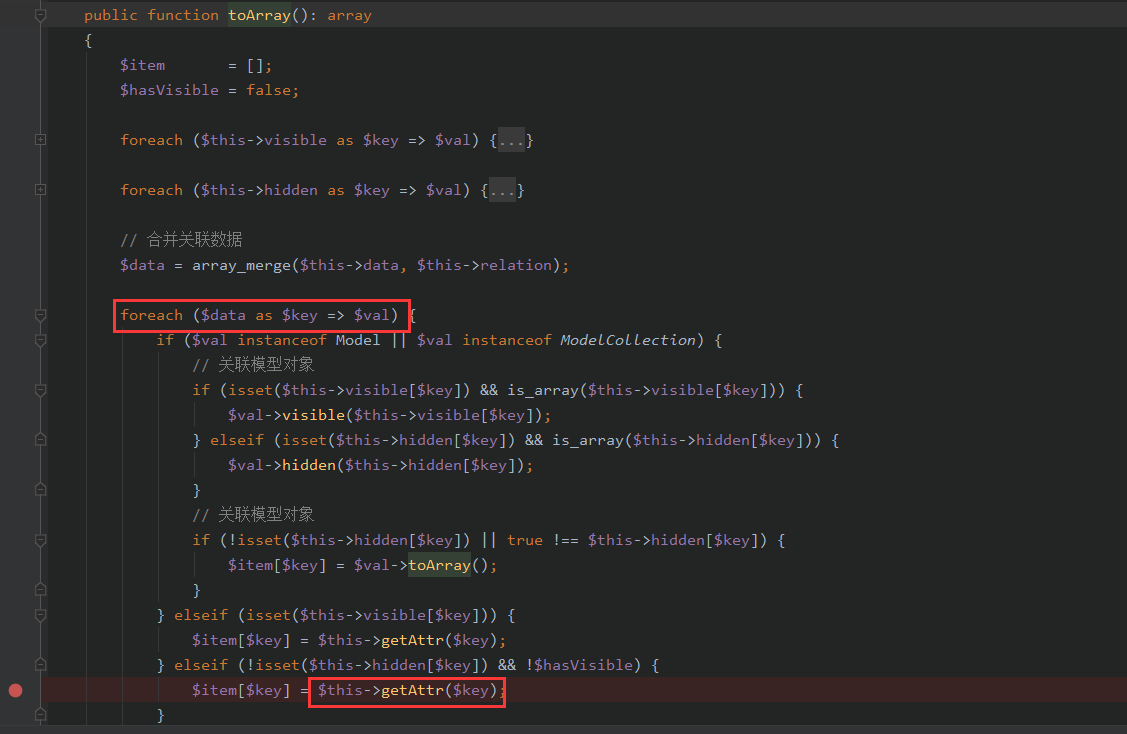 public function toArray(): array
{
$item       = [];
$hasVisible = false;
foreach ($this->visible as $key => $val) {...}
foreach ($this->hidden as $key => $val) {...}
// 合并关联数据
$data = array_merge($this->data, $this->relation);
foreach ($data as $key => $val) {
if ($val instanceof Model || $val instanceof ModelCollection) {
// 关联模型对象
if (isset($this->visible[$key]) && is_array($this->visible[$key])) {
$val->visible($this->visible[$key]);
} elseif (isset($this->hidden[$key]) && is_array($this->hidden[$key])) {
$val->hidden($this->hidden[$key]);
}
// 关联模型对象
if (!isset($this->hidden[$key]) || true !== $this->hidden[$key]) {
$item[$key] = $val->toArray();
}
} elseif (isset($this->visible[$key])) {
$item[$key] = $this->getAttr($key);
} elseif (!isset($this->hidden[$key]) && !$hasVisible) {
$item[$key] = $this->getAttr($key);
}